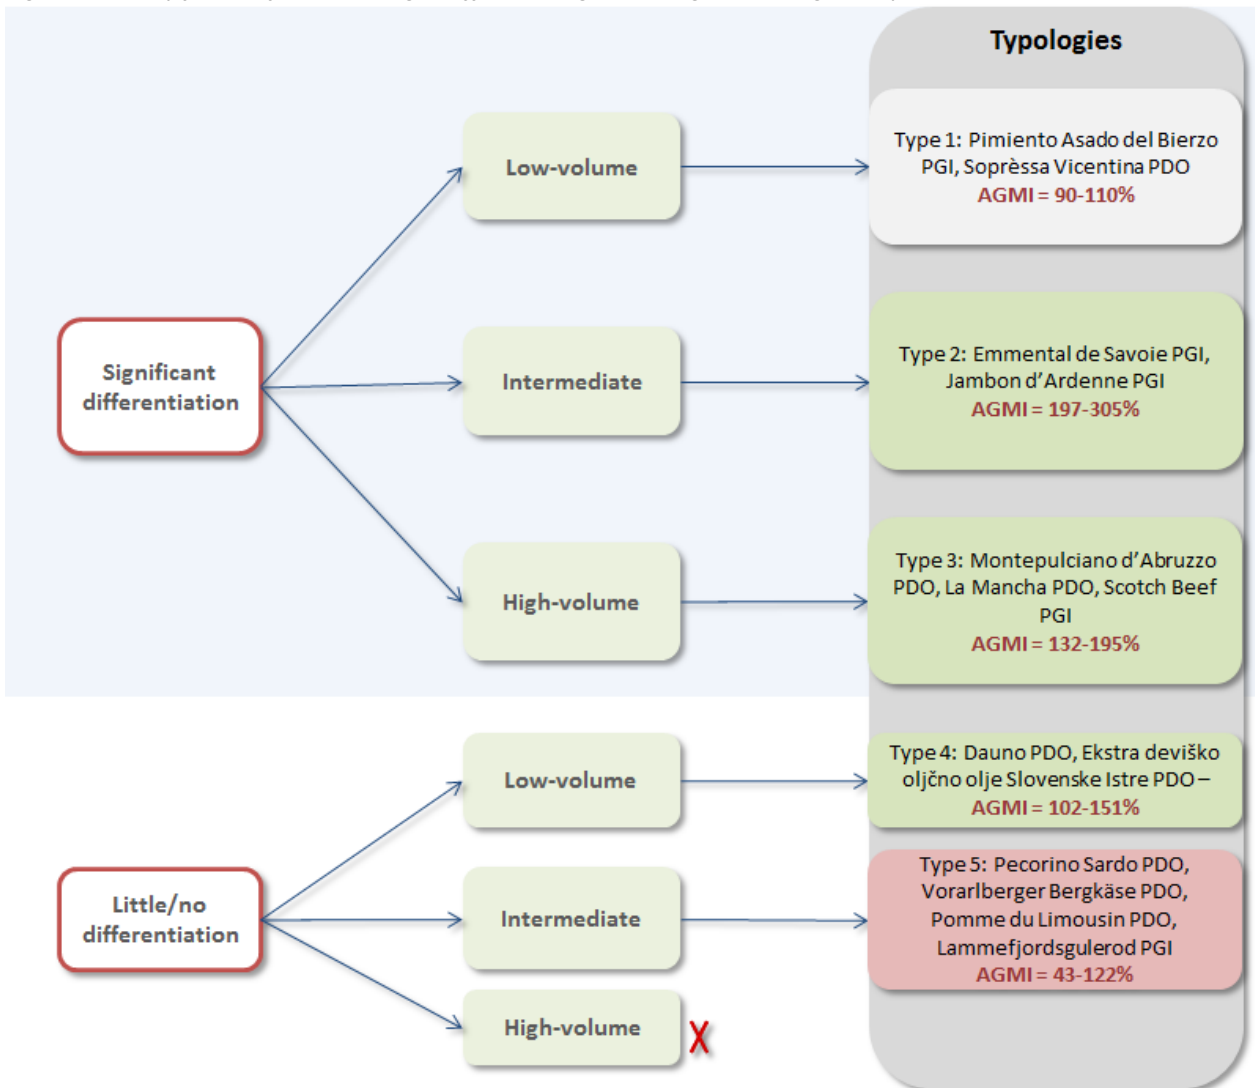 Typologies
Low-volume
Type 1: Pimiento Asado del Bierzo
PGI, Soprèssa Vicentina PDO
AGMI = 90-110%
Significant
differentiation
Intermediate
Type 2: Emmental de Savoie PGI,
Jambon d’Ardenne PGI
AGMI = 197-305%
High-volume
Type 3: Montepulciano d’Abruzzo
PDO, La Mancha PDO, Scotch Beef
PGI
AGMI = 132-195%
Low-volume
Type 4: Dauno PDO, Ekstra deviško
oljčno olje Slovenske Istre PDO –
AGMI = 102-151%
Little/no
differentiation
Intermediate
Type 5: Pecorino Sardo PDO,
Vorarlberger Bergkäse PDO,
Pomme du Limousin PDO,
Lammefjordsgulerod PGI
AGMI = 43-122%
High-volume
X